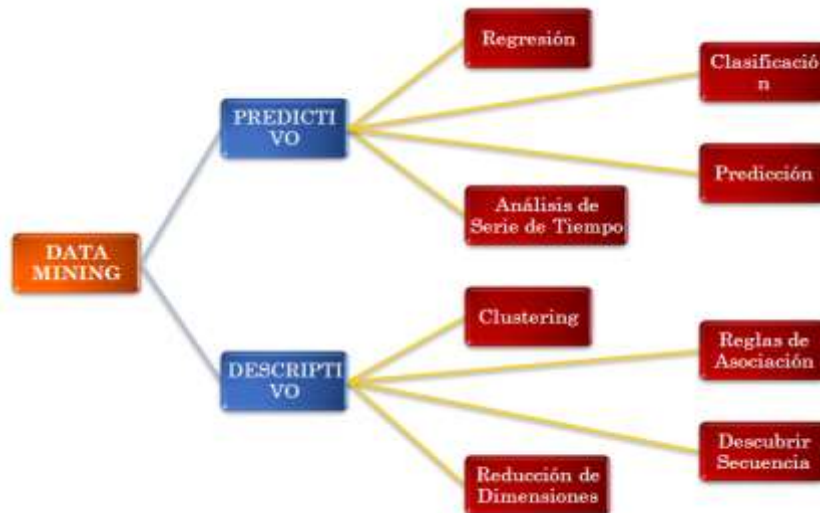 DATA
MINING
PREDICTI
VO
Regresión
Clasificació
n
Predicción
Análisis de
Serie de Tiempo
DESCRIPTI
VO
Clustering
Reglas de
Asociación
Descubrir
Secuencia
Reducción de
Dimensiones